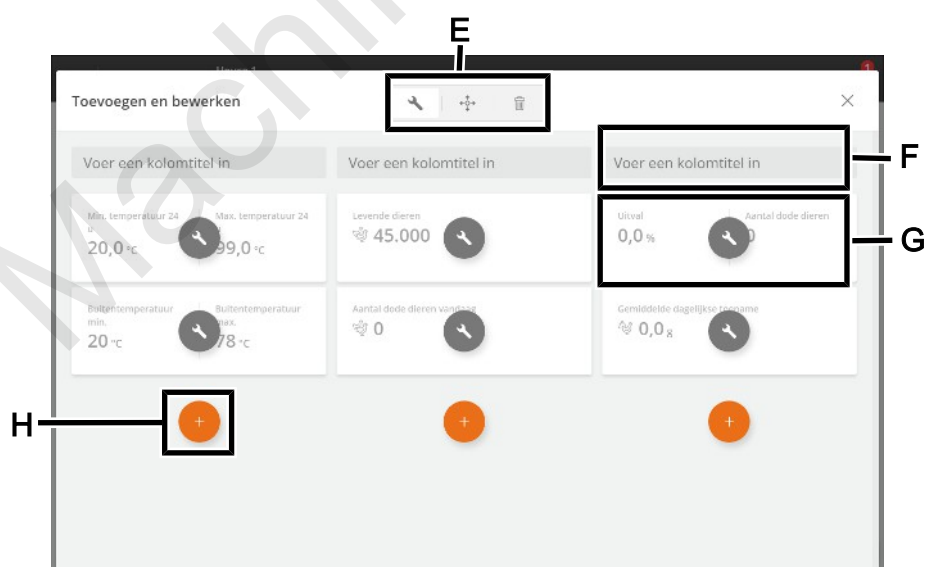 E
1
Toevoegen en bewerken
F
Voer een kolomtitel in
Voer een kolomtitel in
Voer een kolomtitel in
G
Min. temperatuur 24 u
20,0 °C
Max. temperatuur 24
99,0 °C
Levende dieren
45.000
Uitval
0,0 %
Aantal dode dieren
0
Buitentemperatuur min.
20 °C
Buitentemperatuur max.
78 °C
Aantal dode dieren vandaag
0
Gemiddelde dagelijkse toename
0,0 g
H
+
+
+